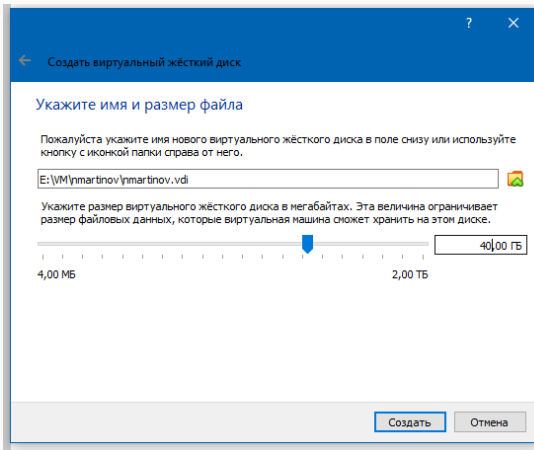 ?
Создать виртуальный жёсткий диск
Укажите имя и размер файла
Пожалуйста укажите имя нового виртуального жёсткого диска в поле снизу или используйте
кнопку с иконкой папки справа от него.
E:\VM\nmartinov\nmartinov.vdi
Укажите размер виртуального жёсткого диска в мегабайтах. Эта величина ограничивает
размер файловых данных, которые виртуальная машина сможет хранить на этом диске.
40,00 ГБ
4,00 МБ 2,00 ТБ
Создать Отмена